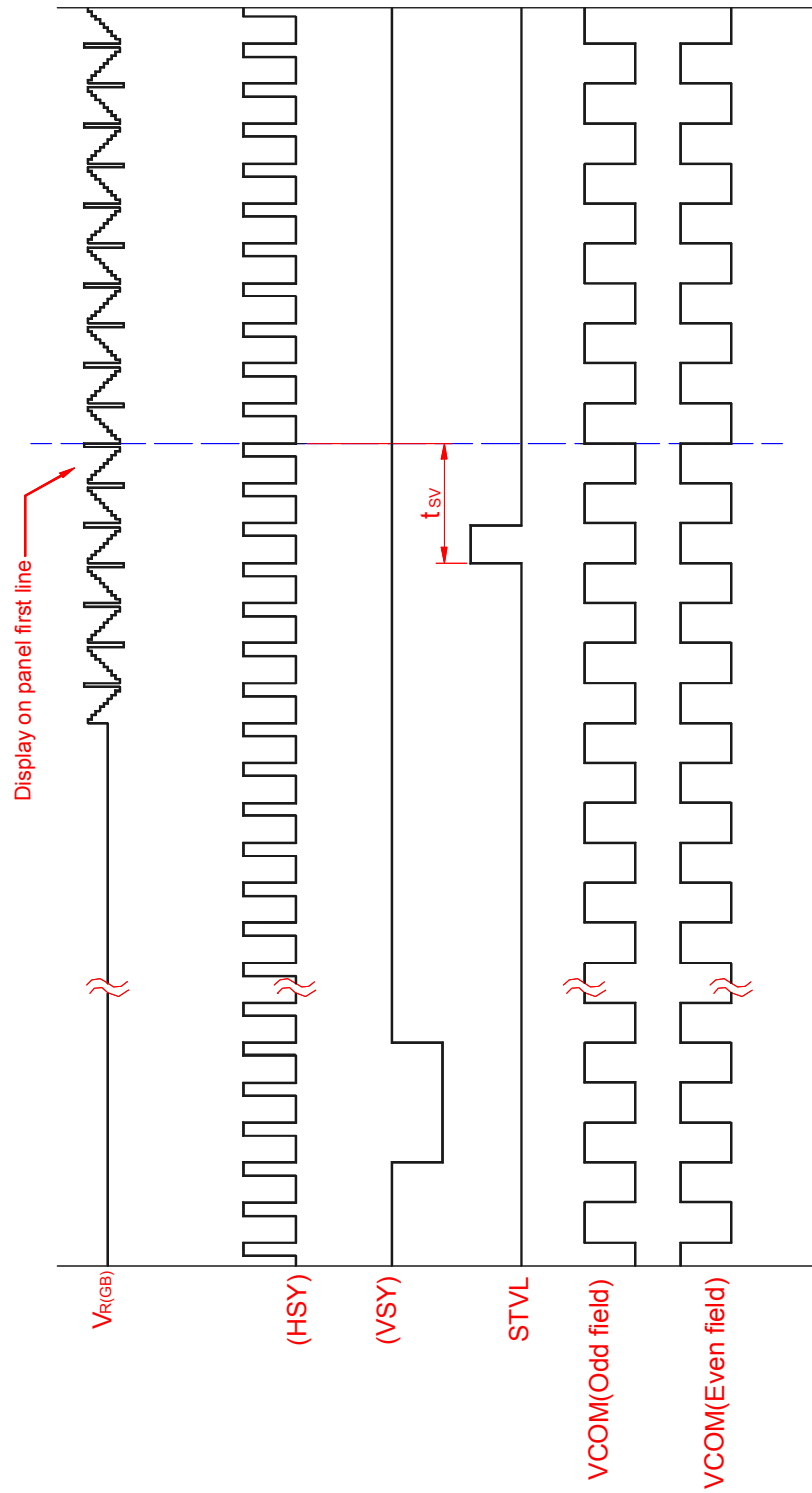 Display on panel first line
VR(GB)
(HSY)
(VSY)
tSV
STVL
VCOM(Odd field)
VCOM(Even field)